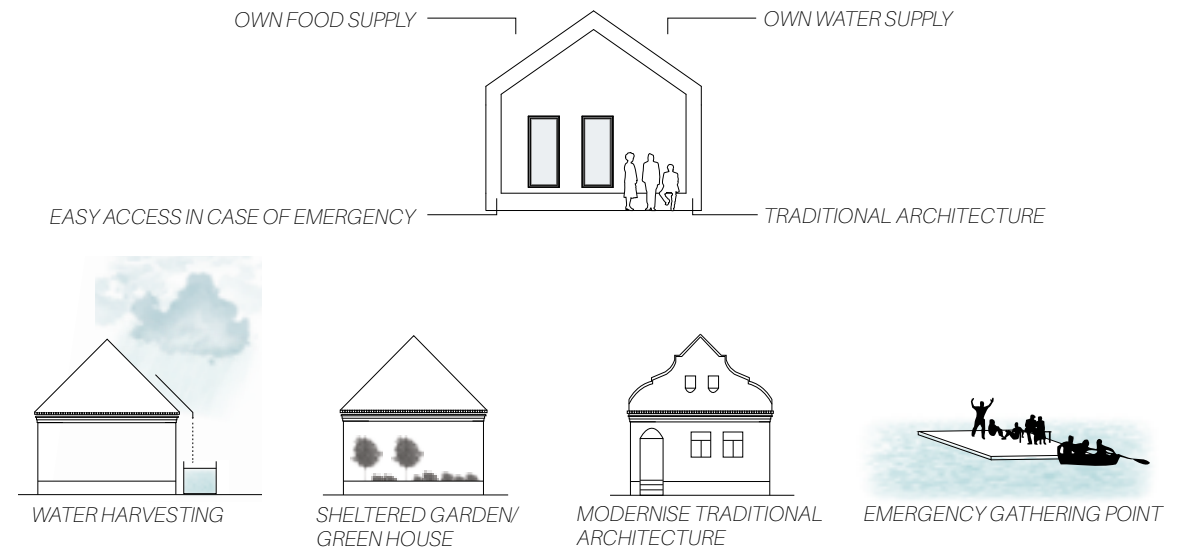 OWN FOOD SUPPLY
OWN WATER SUPPLY
EASY ACCESS IN CASE OF EMERGENCY
TRADITIONAL ARCHITECTURE
WATER HARVESTING
SHELTERED GARDEN/
GREEN HOUSE
MODERNISE TRADITIONAL
ARCHITECTURE
EMERGENCY GATHERING POINT